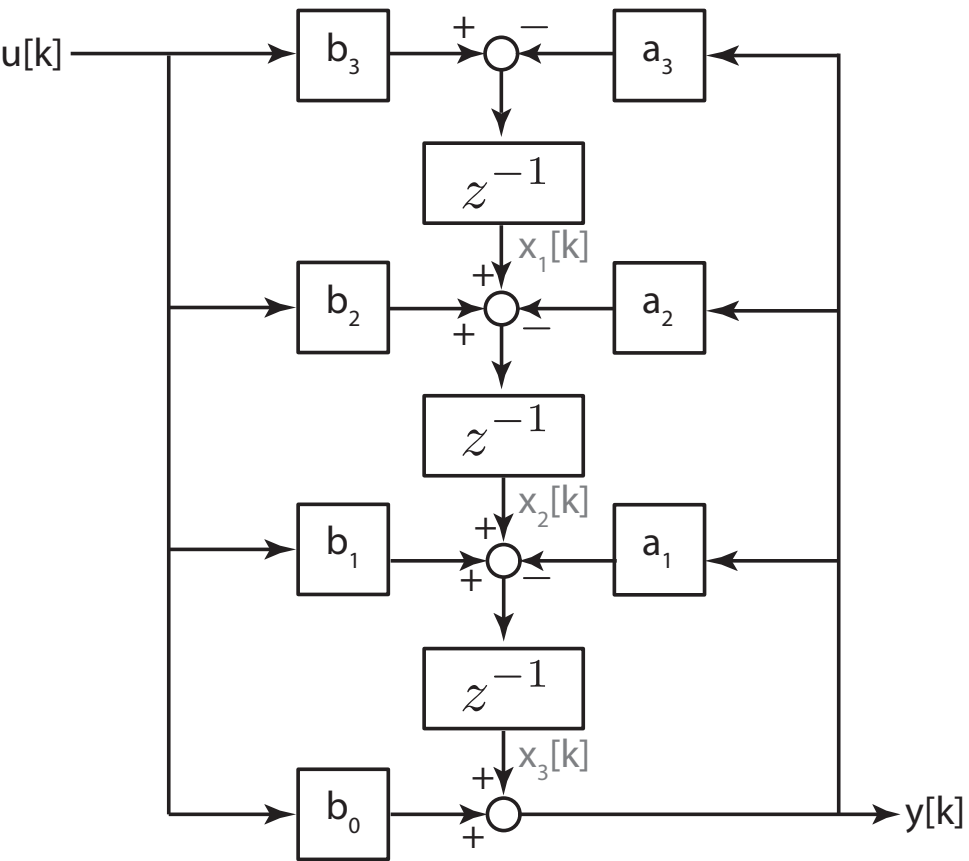 u[k] b₃ + − a₃
z⁻¹
x₁[k]
+
b₂ + − a₂
z⁻¹
x₂[k]
+
b₁ + − a₁
z⁻¹
x₃[k]
+
b₀ + y[k]